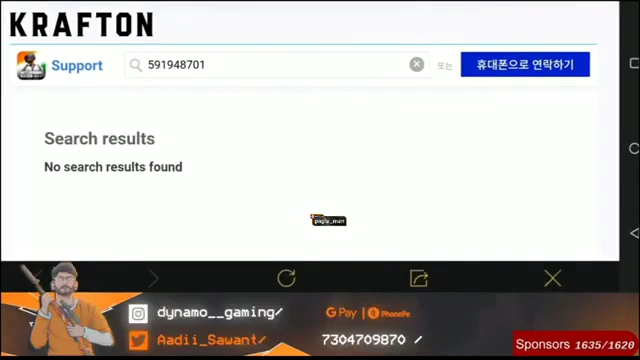 KRAFTON
Support 591948701 또는 휴대폰으로 연락하기
Search results
No search results found
dynamo__gaming/ G Pay | PhonePe
Aadii_Sawant/ 7304709870 /
Sponsors 1635/1620